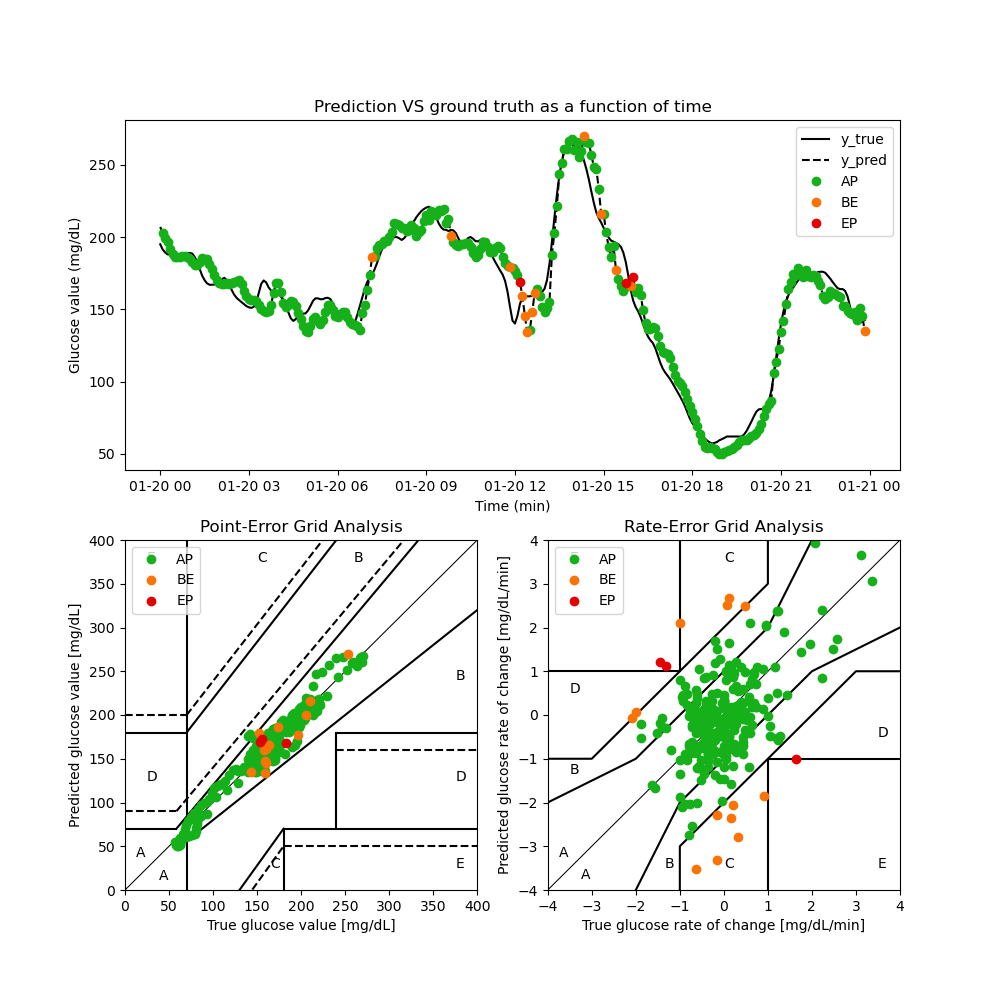 Prediction VS ground truth as a function of time
Glucose value (mg/dL)
250
200
150
100
50
y_true
y_pred
AP
BE
EP
01-20 00 01-20 03 01-20 06 01-20 09 01-20 12 01-20 15 01-20 18 01-20 21 01-21 00
Time (min)
Point-Error Grid Analysis
Predicted glucose value [mg/dL]
400
350
300
250
200
150
100
50
0
AP
BE
EP
C
B
B
D
D
A
A
C
E
0 50 100 150 200 250 300 350 400
True glucose value [mg/dL]
Rate-Error Grid Analysis
Predicted glucose rate of change [mg/dL/min]
4
3
2
1
0
−1
−2
−3
−4
AP
BE
EP
C
D
D
B
A
A
B
C
E
−4 −3 −2 −1 0 1 2 3 4
True glucose rate of change [mg/dL/min]